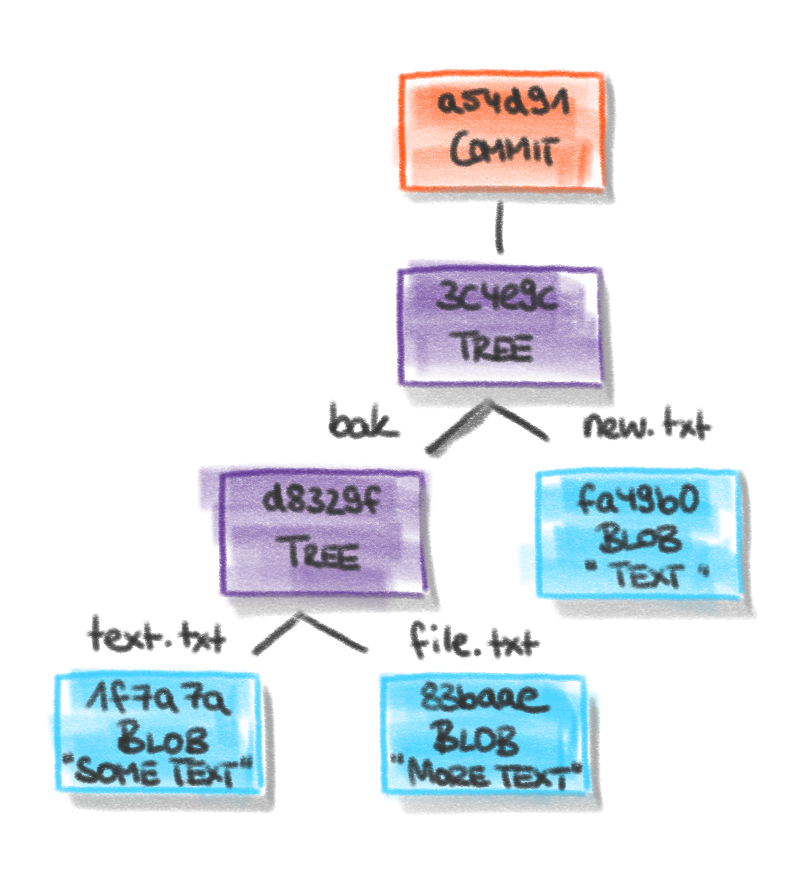 a54d91
COMMIT
3c4e9c
TREE
bak
new.txt
d8329f
TREE
fa49b0
BLOB
"TEXT"
text.txt
file.txt
1f7a7a
BLOB
"SOME TEXT"
83baae
BLOB
"MORE TEXT"